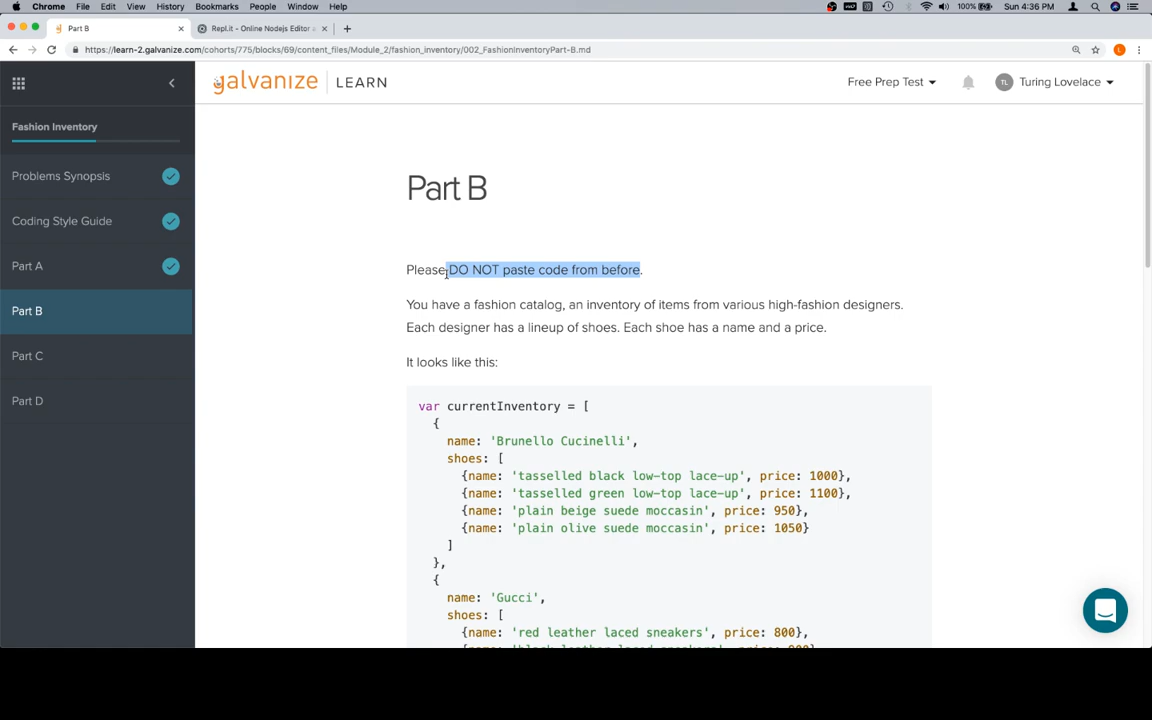 Chrome File Edit View History Bookmarks People Window Help 100% Sun 4:36 PM
Part B Repl.it - Online Nodejs Editor
https://learn-2.galvanize.com/cohorts/775/blocks/69/content_files/Module_2/fashion_inventory/002_FashionInventoryPart-B.md L
galvanize LEARN Free Prep Test TL Turing Lovelace
Fashion Inventory
Problems Synopsis
Coding Style Guide
Part A
Part B
Part C
Part D
Part B
Please DO NOT paste code from before.
You have a fashion catalog, an inventory of items from various high-fashion designers.
Each designer has a lineup of shoes. Each shoe has a name and a price.
It looks like this:
var currentInventory = [
{
name: 'Brunello Cucinelli',
shoes: [
{name: 'tasselled black low-top lace-up', price: 1000},
{name: 'tasselled green low-top lace-up', price: 1100},
{name: 'plain beige suede moccasin', price: 950},
{name: 'plain olive suede moccasin', price: 1050}
]
},
{
name: 'Gucci',
shoes: [
{name: 'red leather laced sneakers', price: 800},
{name: 'black leather laced sneakers', price: